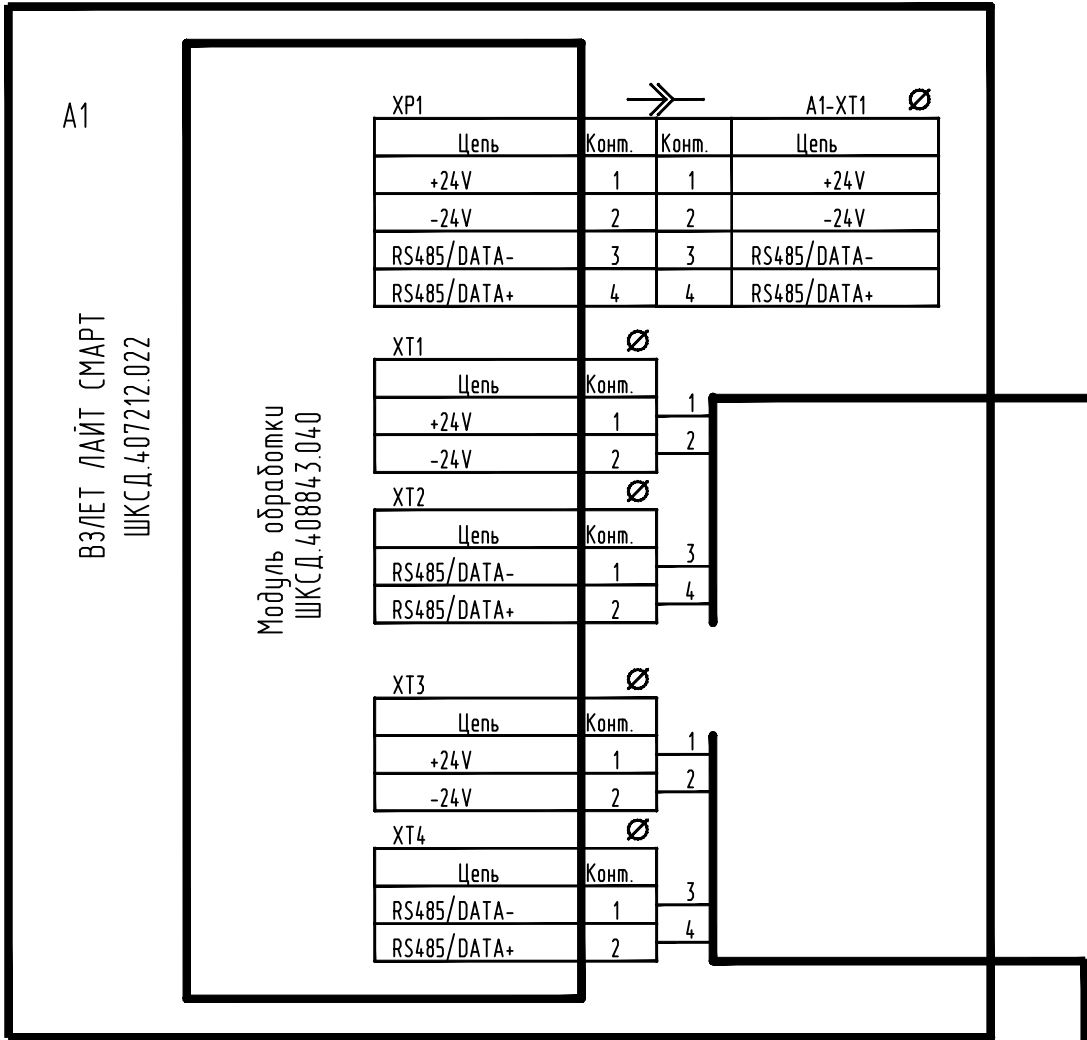 A1
ВЗЛЕТ ЛАЙТ СМАРТ
ШКСД.407212.022
Модуль обработки
ШКСД.408843.040
XP1 A1-XT1
Цепь Конт. Конт. Цепь
+24V 1 1 +24V
-24V 2 2 -24V
RS485/DATA- 3 3 RS485/DATA-
RS485/DATA+ 4 4 RS485/DATA+
XT1
Цепь Конт.
+24V 1 1
-24V 2 2
XT2
Цепь Конт.
RS485/DATA- 1 3
RS485/DATA+ 2 4
XT3
Цепь Конт.
+24V 1 1
-24V 2 2
XT4
Цепь Конт.
RS485/DATA- 1 3
RS485/DATA+ 2 4